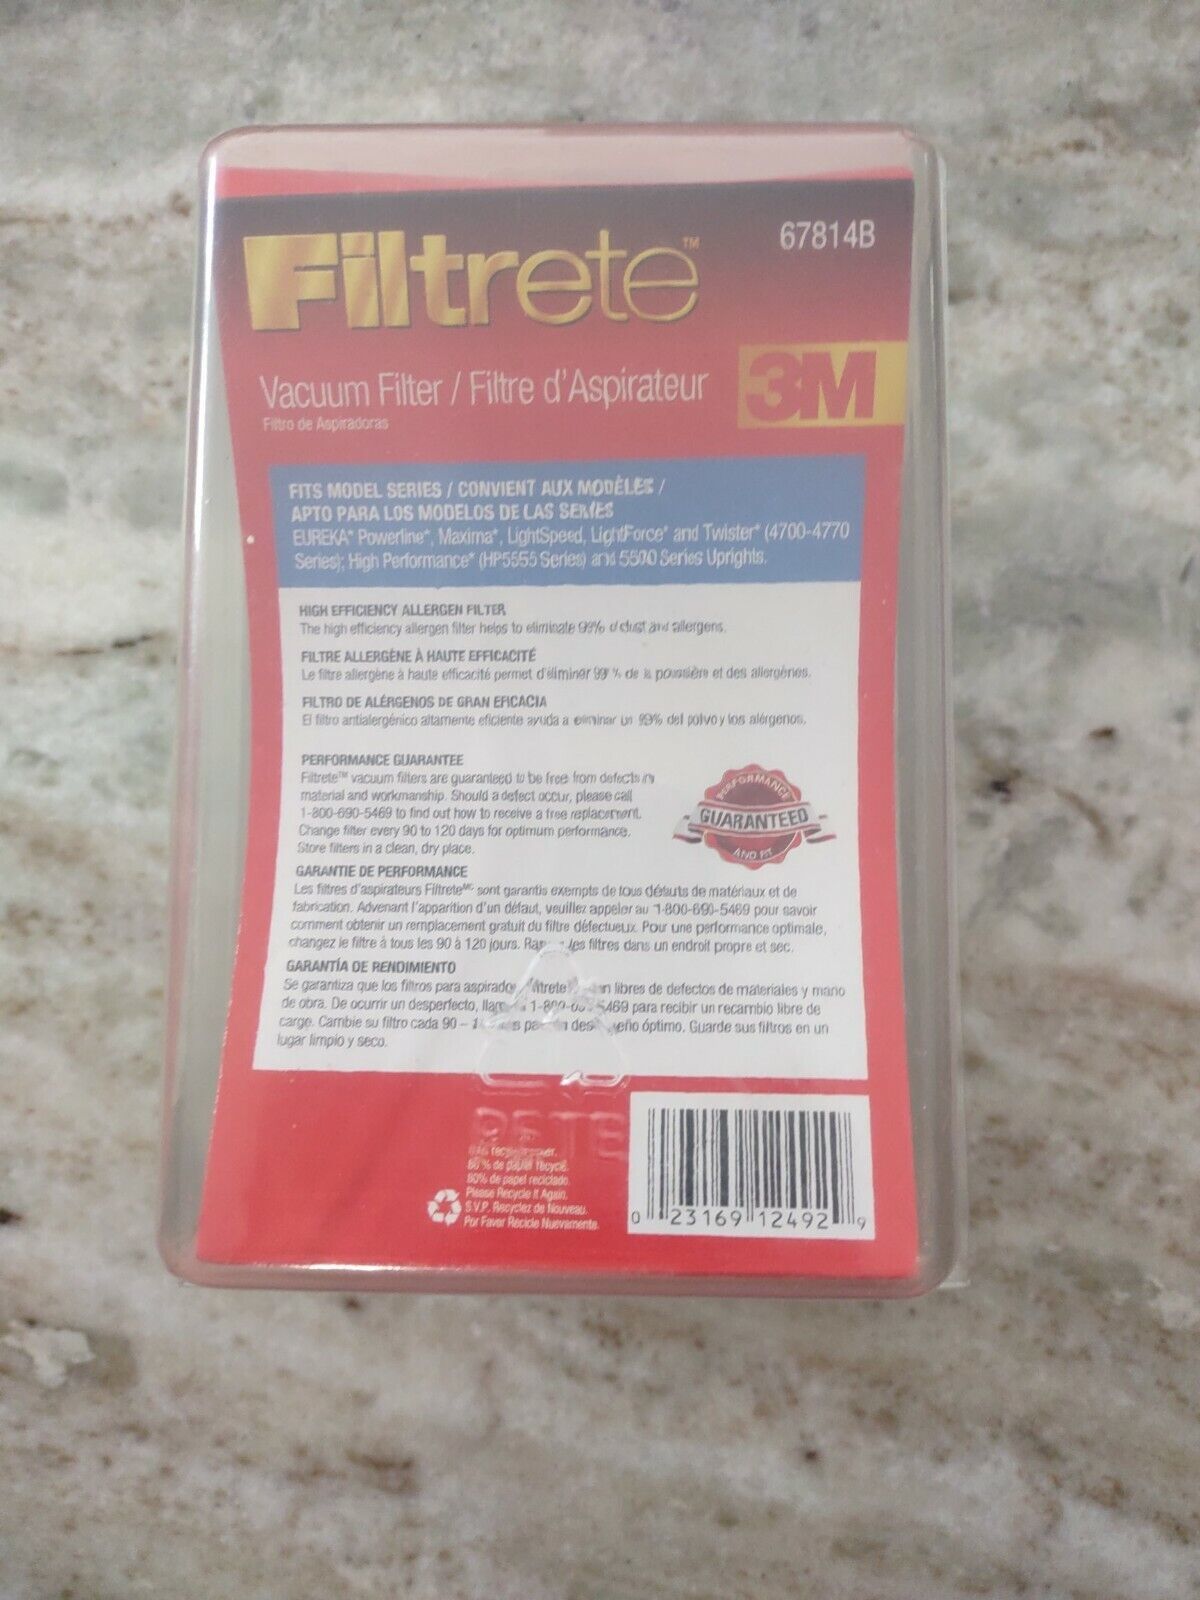 Filtrete™
67814B
3M
Vacuum Filter / Filtre d'Aspirateur
Filtro de Aspiradoras
FITS MODEL SERIES / CONVIENT AUX MODÈLES /
APTO PARA LOS MODELOS DE LAS SERIES
EUREKA* Powerline*, Maxima*, LightSpeed, LightForce* and Twister* (4700-4770
Series); High Performance* (HP5555 Series) and 5500 Series Uprights.
HIGH EFFICIENCY ALLERGEN FILTER
The high efficiency allergen filter helps to eliminate 99% of dust and allergens.
FILTRE ALLERGÈNE À HAUTE EFFICACITÉ
Le filtre allergène à haute efficacité permet d'éliminer 99 % de la poussière et des allergènes.
FILTRO DE ALÉRGENOS DE GRAN EFICACIA
El filtro antialergénico altamente eficiente ayuda a eliminar un 99% del polvo y los alérgenos.
PERFORMANCE GUARANTEE
Filtrete™ vacuum filters are guaranteed to be free from defects in
material and workmanship. Should a defect occur, please call
1-800-690-5469 to find out how to receive a free replacement.
Change filter every 90 to 120 days for optimum performance.
Store filters in a clean, dry place.
PERFORMANCE
GUARANTEED
AND FIT
GARANTIE DE PERFORMANCE
Les filtres d'aspirateurs Filtrete MC sont garantis exempts de tous défauts de matériaux et de
fabrication. Advenant l'apparition d'un défaut, veuillez appeler au 1-800-690-5469 pour savoir
comment obtenir un remplacement gratuit du filtre défectueux. Pour une performance optimale,
changez le filtre à tous les 90 à 120 jours. les filtres dans un endroit propre et sec.
GARANTÍA DE RENDIMIENTO
Se garantiza que los filtros para libres de defectos de materiales y mano
de obra. De ocurrir un desperfecto, para recibir un recambio libre de
cargo. Cambie su filtro cada 90 – óptimo. Guarde sus filtros en un
lugar limpio y seco.
PETE
80 % de papier recyclé.
80% de papel reciclado.
Please Recycle It Again.
S.V.P. Recyclez de Nouveau.
Por Favor Recicle Nuevamente.
0 23169 12492 9